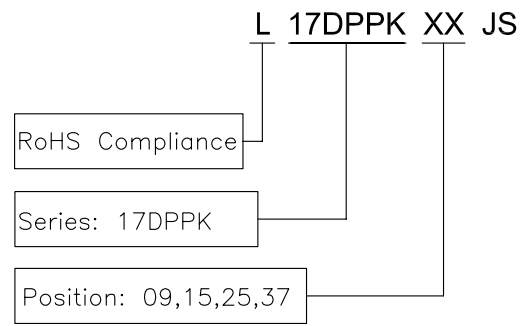 L 17DPPK XX JS
RoHS Compliance
Series: 17DPPK
Position: 09,15,25,37